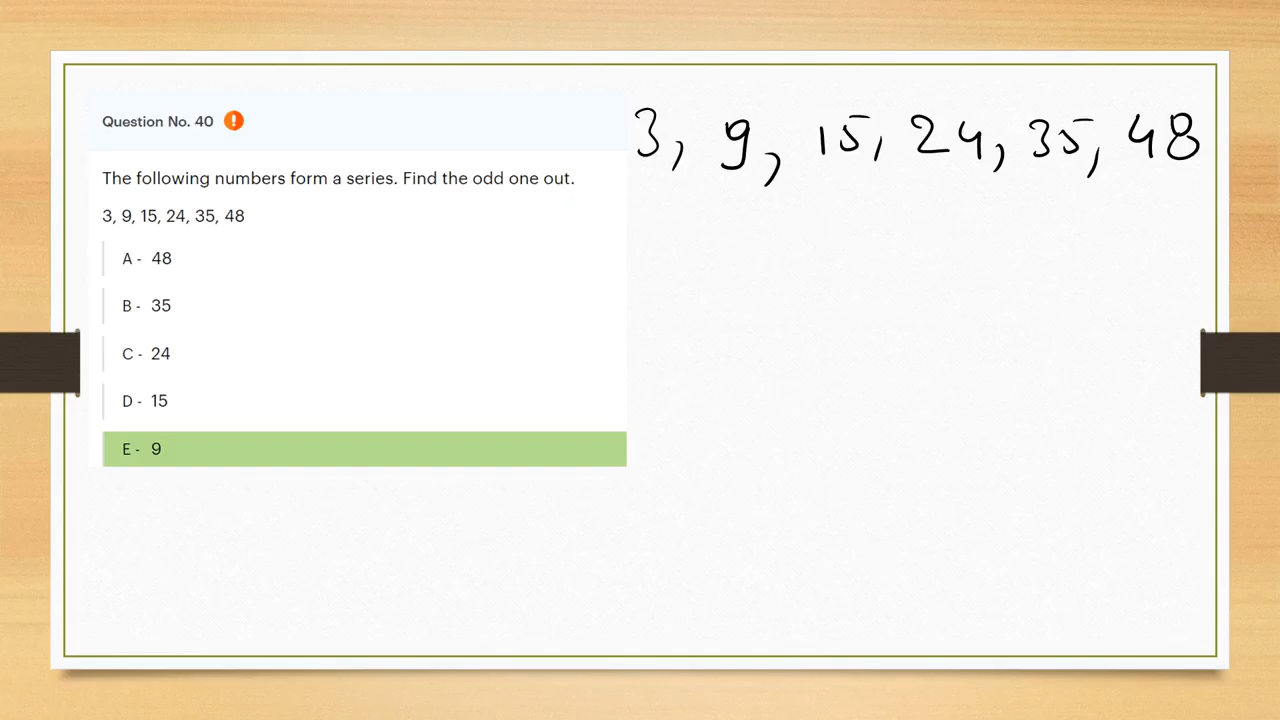 Question No. 40
The following numbers form a series. Find the odd one out.
3, 9, 15, 24, 35, 48
A - 48
B - 35
C - 24
D - 15
E - 9
3, 9, 15, 24, 35, 48